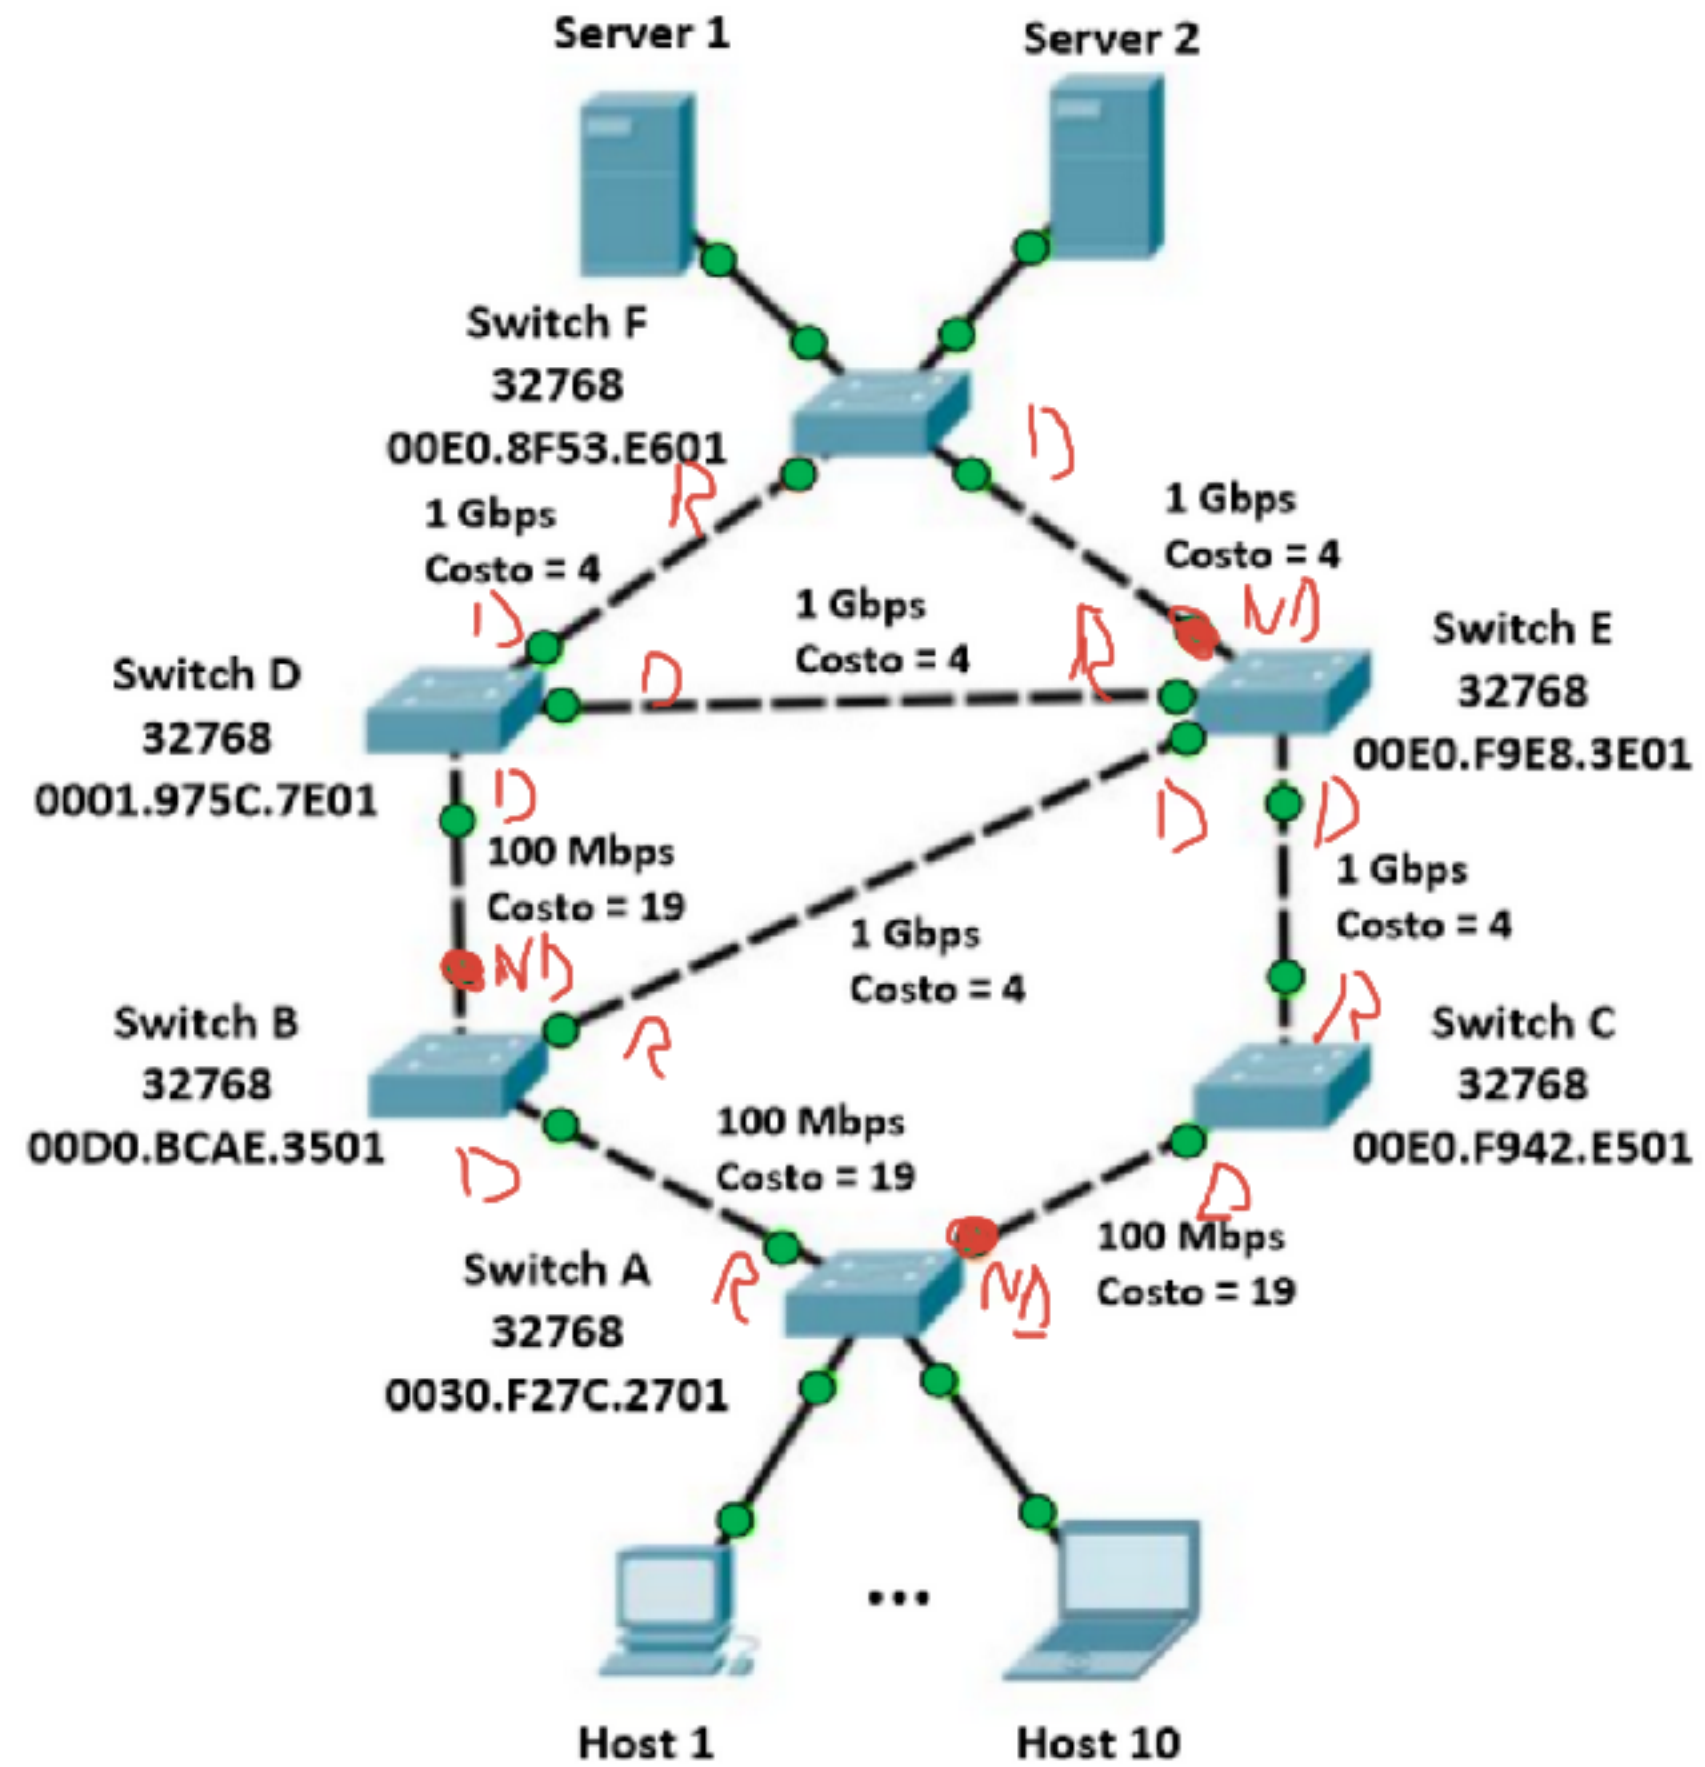 Server 1
Server 2
Switch F
32768
00E0.8F53.E601
D
R
1 Gbps
Costo = 4
1 Gbps
Costo = 4
D
1 Gbps
Costo = 4
R
ND
Switch D
32768
0001.975C.7E01
D
Switch E
32768
00E0.F9E8.3E01
D
100 Mbps
Costo = 19
ND
D
D
1 Gbps
Costo = 4
1 Gbps
Costo = 4
R
Switch B
32768
00D0.BCAE.3501
R
Switch C
32768
00E0.F942.E501
D
100 Mbps
Costo = 19
D
100 Mbps
Costo = 19
Switch A
32768
0030.F27C.2701
R
ND
...
Host 1
Host 10